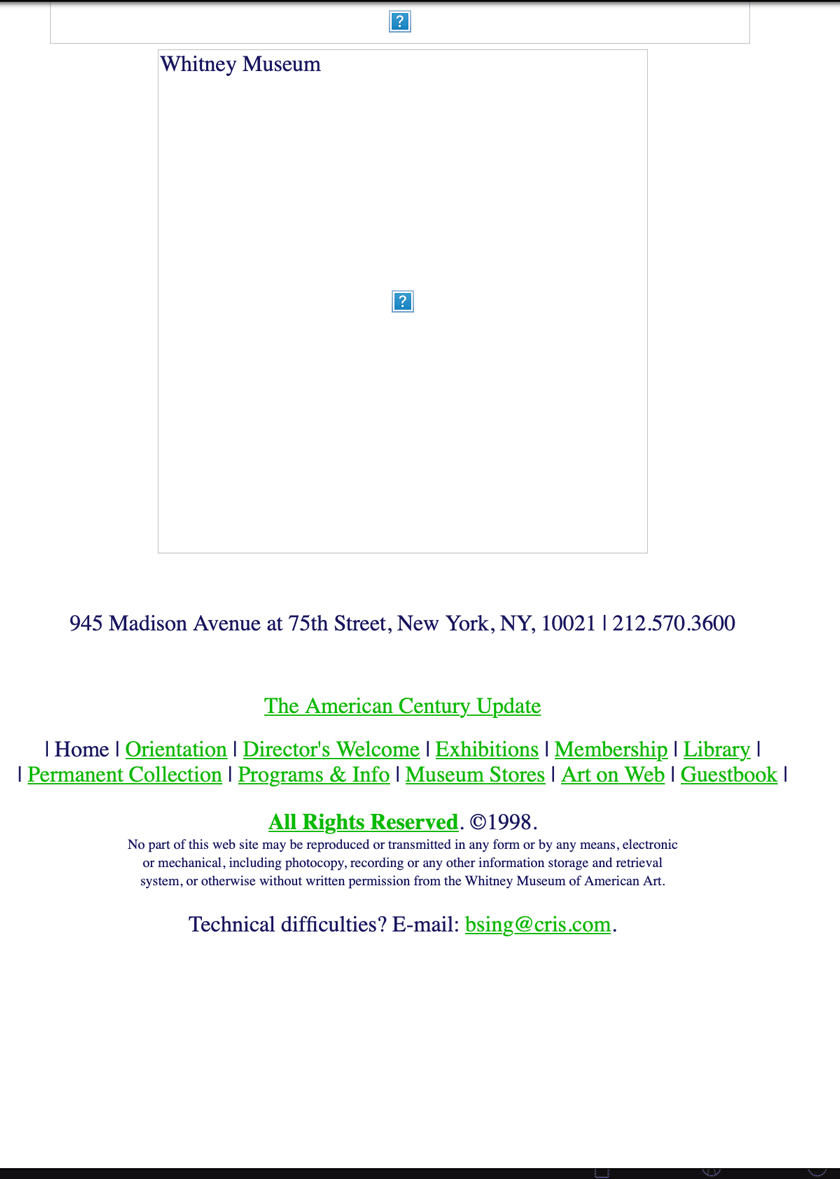 Whitney Museum
945 Madison Avenue at 75th Street, New York, NY, 10021 | 212.570.3600
The American Century Update
| Home | Orientation | Director's Welcome | Exhibitions | Membership | Library |
| Permanent Collection | Programs & Info | Museum Stores | Art on Web | Guestbook |
All Rights Reserved. ©1998.
No part of this web site may be reproduced or transmitted in any form or by any means, electronic
or mechanical, including photocopy, recording or any other information storage and retrieval
system, or otherwise without written permission from the Whitney Museum of American Art.
Technical difficulties? E-mail: bsing@cris.com.